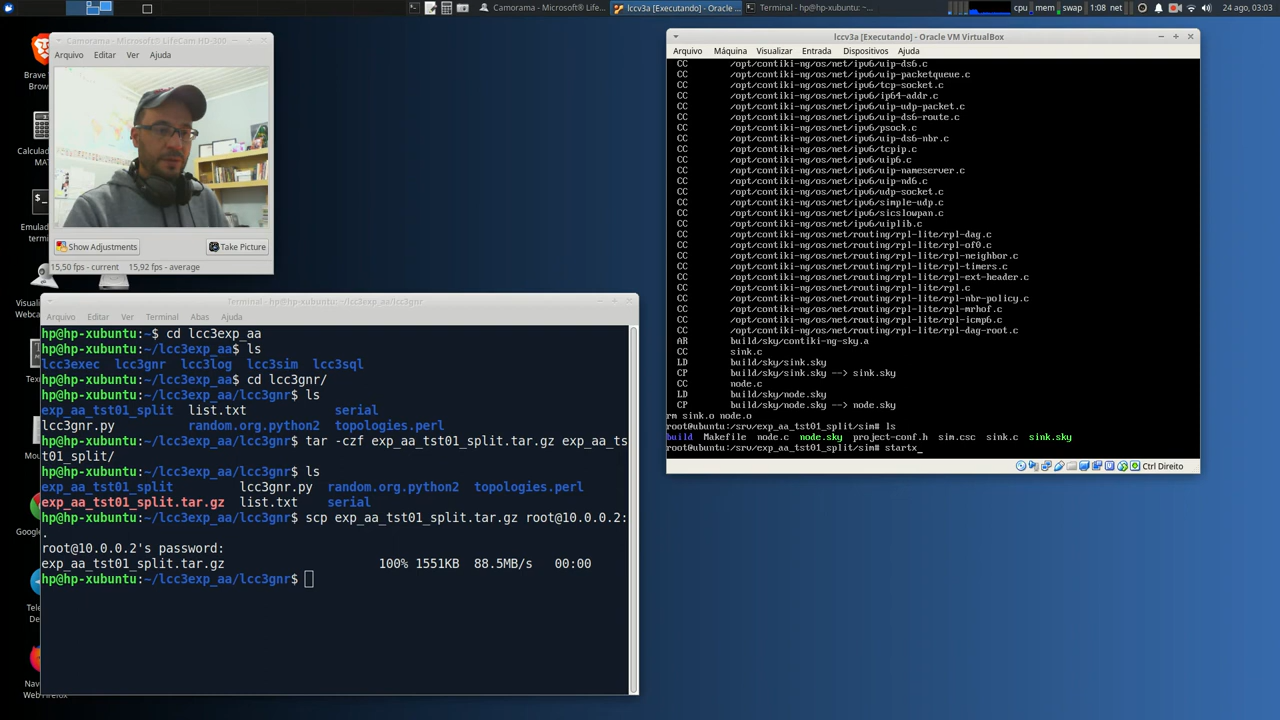 Camorama - Microsoft® Life...
lccv3a [Executando] - Oracle ...
Terminal - hp@hp-xubuntu: ~...
cpu
mem
swap
1:08
net
24 ago, 03:03
Camorama - Microsoft® LifeCam HD-300
Arquivo Editar Ver Ajuda
Show Adjustments
Take Picture
15,50 fps - current 15,92 fps - average
Brave
Calculad
MAT
Emulad
termi
Visuali
Webca
Tex
Mou
Google
Tele
De
Nav
Web Firefox
Terminal - hp@hp-xubuntu: ~/lcc3exp_aa/lcc3gnr
Arquivo Editar Ver Terminal Abas Ajuda
hp@hp-xubuntu:~$ cd lcc3exp_aa
hp@hp-xubuntu:~/lcc3exp_aa$ ls
lcc3exec lcc3gnr lcc3log lcc3sim lcc3sql
hp@hp-xubuntu:~/lcc3exp_aa$ cd lcc3gnr/
hp@hp-xubuntu:~/lcc3exp_aa/lcc3gnr$ ls
exp_aa_tst01_split list.txt serial
lcc3gnr.py random.org.python2 topologies.perl
hp@hp-xubuntu:~/lcc3exp_aa/lcc3gnr$ tar -czf exp_aa_tst01_split.tar.gz exp_aa_ts
t01_split/
hp@hp-xubuntu:~/lcc3exp_aa/lcc3gnr$ ls
exp_aa_tst01_split lcc3gnr.py random.org.python2 topologies.perl
exp_aa_tst01_split.tar.gz list.txt serial
hp@hp-xubuntu:~/lcc3exp_aa/lcc3gnr$ scp exp_aa_tst01_split.tar.gz root@10.0.0.2:
.
root@10.0.0.2's password:
exp_aa_tst01_split.tar.gz 100% 1551KB 88.5MB/s 00:00
hp@hp-xubuntu:~/lcc3exp_aa/lcc3gnr$
lccv3a [Executando] - Oracle VM VirtualBox
Arquivo Máquina Visualizar Entrada Dispositivos Ajuda
CC /opt/contiki-ng/os/net/ipv6/uip-ds6.c
CC /opt/contiki-ng/os/net/ipv6/uip-packetqueue.c
CC /opt/contiki-ng/os/net/ipv6/tcp-socket.c
CC /opt/contiki-ng/os/net/ipv6/ip64-addr.c
CC /opt/contiki-ng/os/net/ipv6/uip-udp-packet.c
CC /opt/contiki-ng/os/net/ipv6/uip-ds6-route.c
CC /opt/contiki-ng/os/net/ipv6/psock.c
CC /opt/contiki-ng/os/net/ipv6/uip-ds6-nbr.c
CC /opt/contiki-ng/os/net/ipv6/tcpip.c
CC /opt/contiki-ng/os/net/ipv6/uip6.c
CC /opt/contiki-ng/os/net/ipv6/uip-nameserver.c
CC /opt/contiki-ng/os/net/ipv6/uip-nd6.c
CC /opt/contiki-ng/os/net/ipv6/udp-socket.c
CC /opt/contiki-ng/os/net/ipv6/simple-udp.c
CC /opt/contiki-ng/os/net/ipv6/sicslowpan.c
CC /opt/contiki-ng/os/net/ipv6/uiplib.c
CC /opt/contiki-ng/os/net/routing/rpl-lite/rpl-dag.c
CC /opt/contiki-ng/os/net/routing/rpl-lite/rpl-of0.c
CC /opt/contiki-ng/os/net/routing/rpl-lite/rpl-neighbor.c
CC /opt/contiki-ng/os/net/routing/rpl-lite/rpl-timers.c
CC /opt/contiki-ng/os/net/routing/rpl-lite/rpl-ext-header.c
CC /opt/contiki-ng/os/net/routing/rpl-lite/rpl.c
CC /opt/contiki-ng/os/net/routing/rpl-lite/rpl-nbr-policy.c
CC /opt/contiki-ng/os/net/routing/rpl-lite/rpl-mrhof.c
CC /opt/contiki-ng/os/net/routing/rpl-lite/rpl-icmp6.c
CC /opt/contiki-ng/os/net/routing/rpl-lite/rpl-dag-root.c
AR build/sky/contiki-ng-sky.a
CC sink.c
LD build/sky/sink.sky
CP build/sky/sink.sky --> sink.sky
CC node.c
LD build/sky/node.sky
CP build/sky/node.sky --> node.sky
rm sink.o node.o
root@ubuntu:/srv/exp_aa_tst01_split/sim# ls
build Makefile node.c node.sky project-conf.h sim.csc sink.c sink.sky
root@ubuntu:/srv/exp_aa_tst01_split/sim# startx_
Ctrl Direito